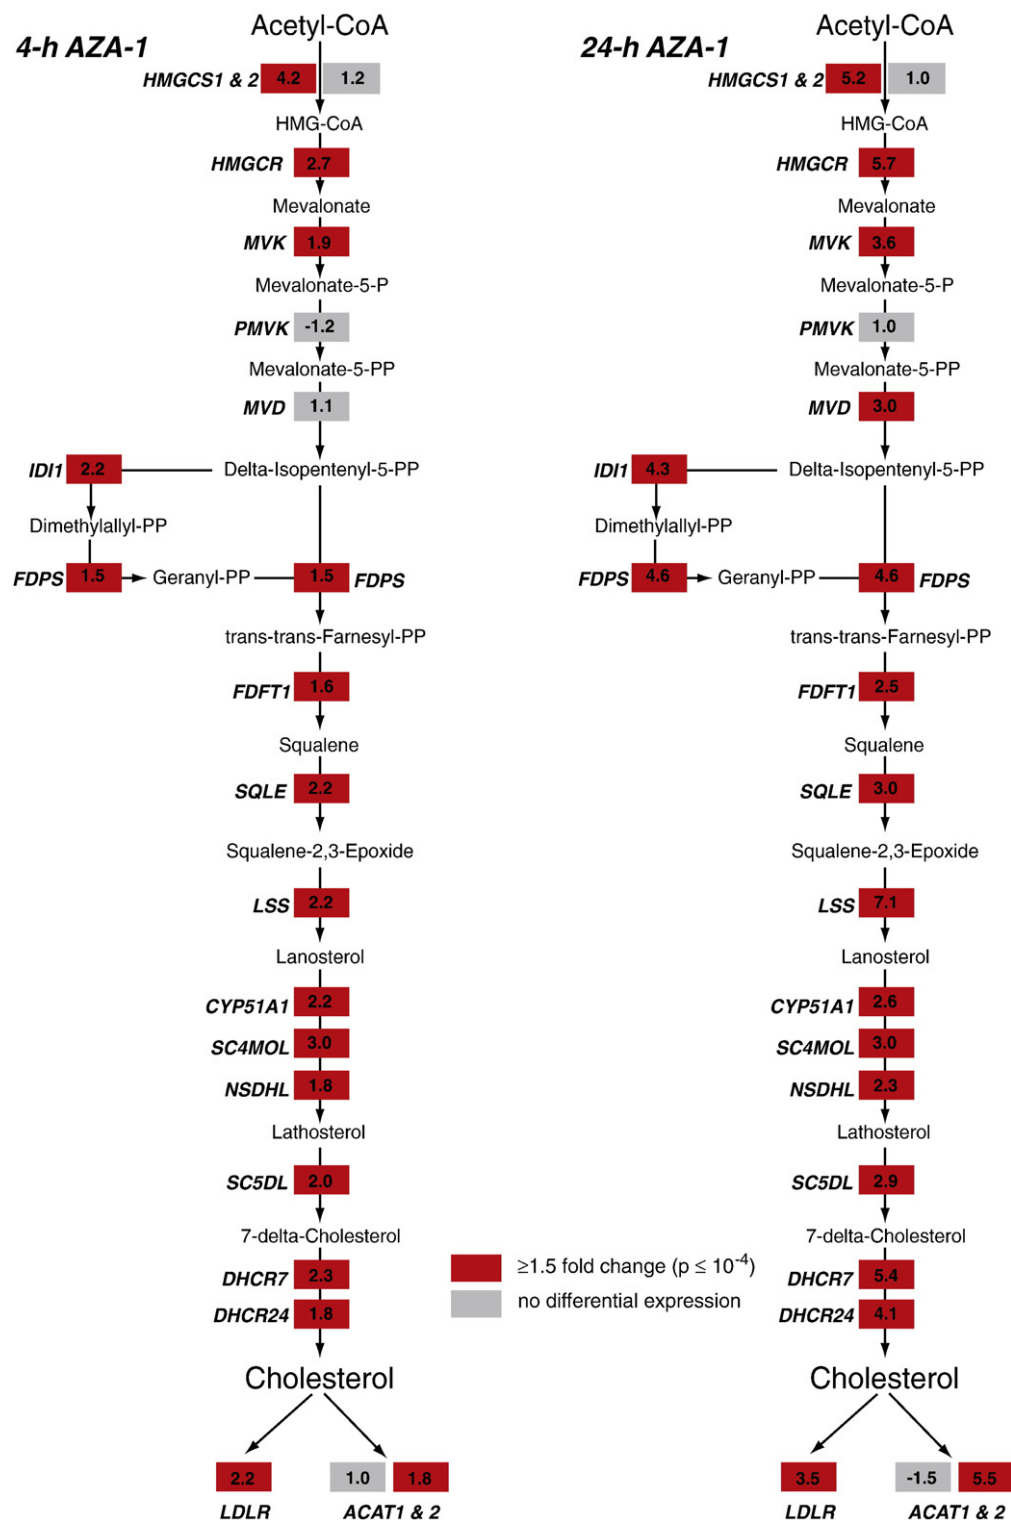 4-h AZA-1
Acetyl-CoA
HMGCS1 & 2 4.2 1.2
HMG-CoA
HMGCR 2.7
Mevalonate
MVK 1.9
Mevalonate-5-P
PMVK -1.2
Mevalonate-5-PP
MVD 1.1
IDI1 2.2 Delta-Isopentenyl-5-PP
Dimethylallyl-PP
FDPS 1.5 Geranyl-PP 1.5 FDPS
trans-trans-Farnesyl-PP
FDFT1 1.6
Squalene
SQLE 2.2
Squalene-2,3-Epoxide
LSS 2.2
Lanosterol
CYP51A1 2.2
SC4MOL 3.0
NSDHL 1.8
Lathosterol
SC5DL 2.0
7-delta-Cholesterol
DHCR7 2.3
DHCR24 1.8
Cholesterol
2.2 1.0 1.8
LDLR ACAT1 & 2
24-h AZA-1
Acetyl-CoA
HMGCS1 & 2 5.2 1.0
HMG-CoA
HMGCR 5.7
Mevalonate
MVK 3.6
Mevalonate-5-P
PMVK 1.0
Mevalonate-5-PP
MVD 3.0
IDI1 4.3 Delta-Isopentenyl-5-PP
Dimethylallyl-PP
FDPS 4.6 Geranyl-PP 4.6 FDPS
trans-trans-Farnesyl-PP
FDFT1 2.5
Squalene
SQLE 3.0
Squalene-2,3-Epoxide
LSS 7.1
Lanosterol
CYP51A1 2.6
SC4MOL 3.0
NSDHL 2.3
Lathosterol
SC5DL 2.9
7-delta-Cholesterol
DHCR7 5.4
DHCR24 4.1
Cholesterol
3.5 -1.5 5.5
LDLR ACAT1 & 2
≥1.5 fold change (p ≤ 10⁻⁴)
no differential expression